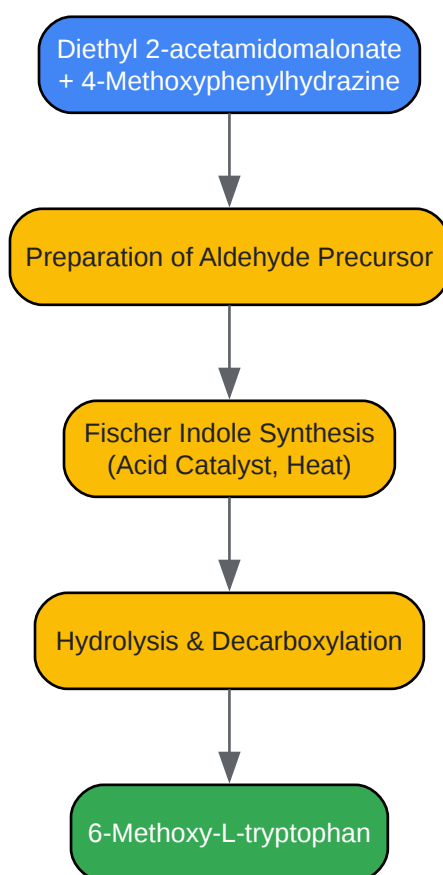 Diethyl 2-acetamidomalonate
+ 4-Methoxyphenylhydrazine
Preparation of Aldehyde Precursor
Fischer Indole Synthesis
(Acid Catalyst, Heat)
Hydrolysis & Decarboxylation
6-Methoxy-L-tryptophan